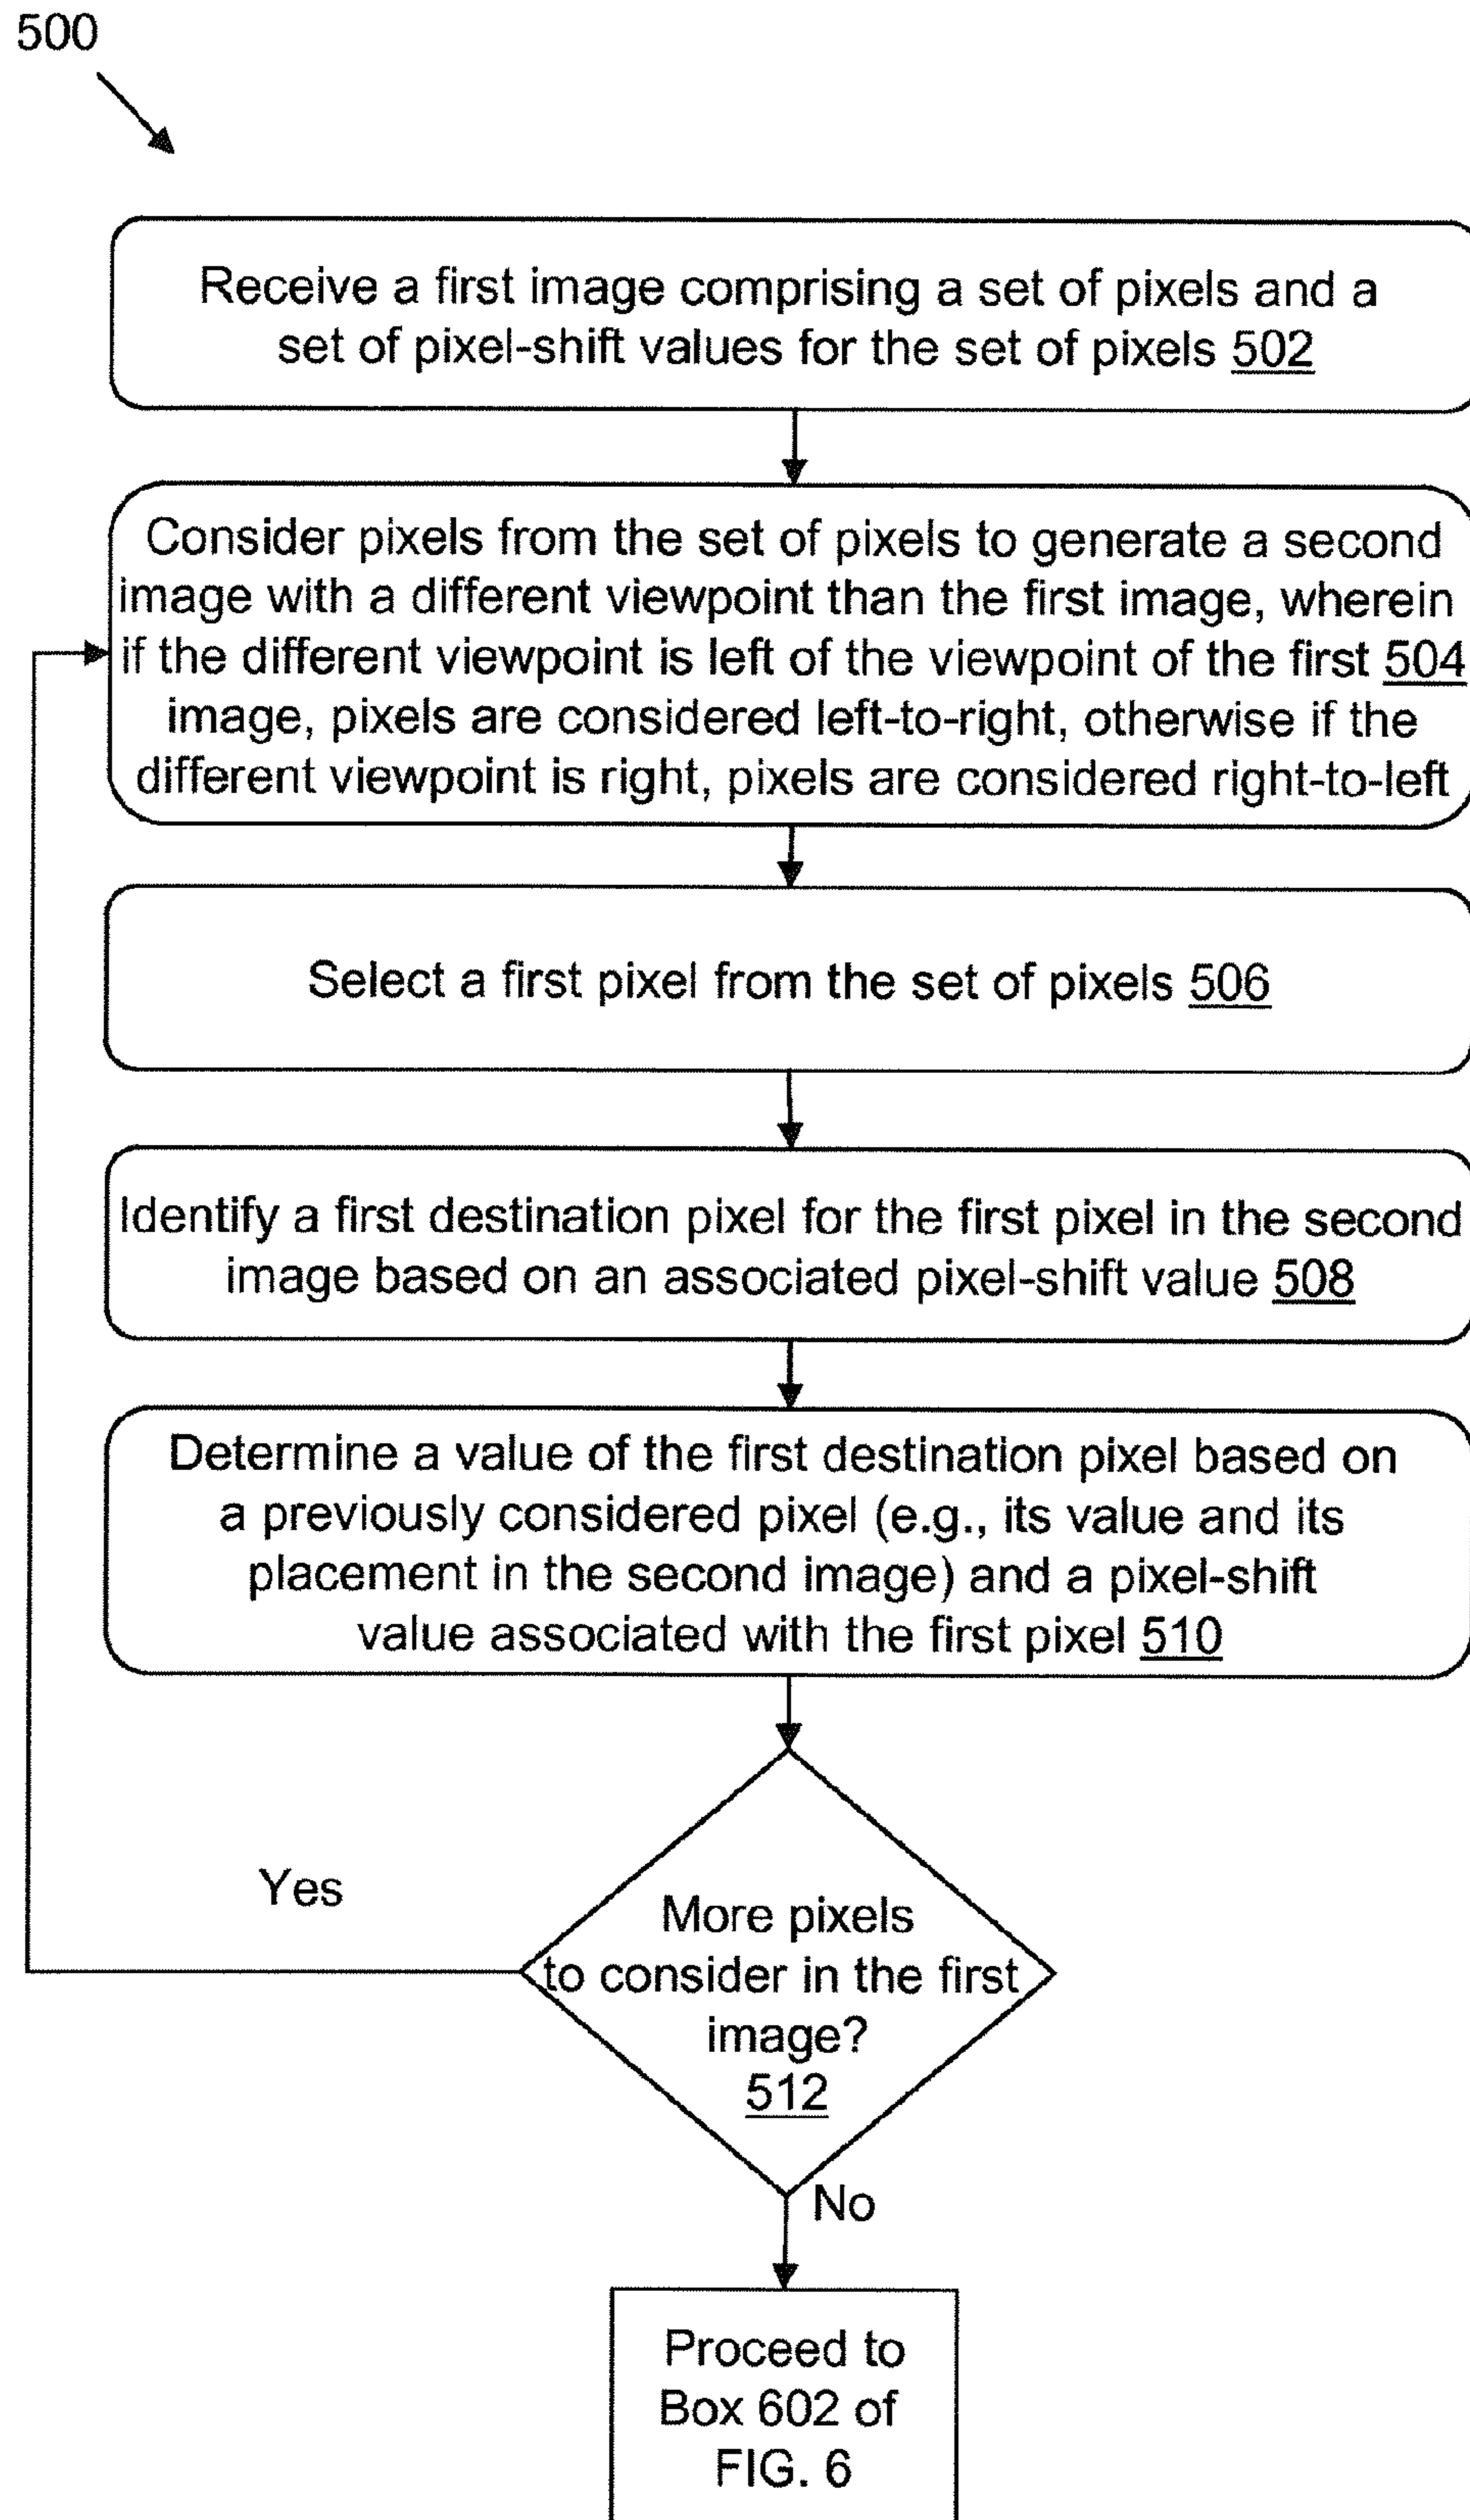 500
Receive a first image comprising a set of pixels and a
set of pixel-shift values for the set of pixels 502
Consider pixels from the set of pixels to generate a second
image with a different viewpoint than the first image, wherein
if the different viewpoint is left of the viewpoint of the first 504
image, pixels are considered left-to-right, otherwise if the
different viewpoint is right, pixels are considered right-to-left
Select a first pixel from the set of pixels 506
Identify a first destination pixel for the first pixel in the second
image based on an associated pixel-shift value 508
Determine a value of the first destination pixel based on
a previously considered pixel (e.g., its value and its
placement in the second image) and a pixel-shift
value associated with the first pixel 510
Yes
More pixels
to consider in the first
image?
512
No
Proceed to
Box 602 of
FIG. 6